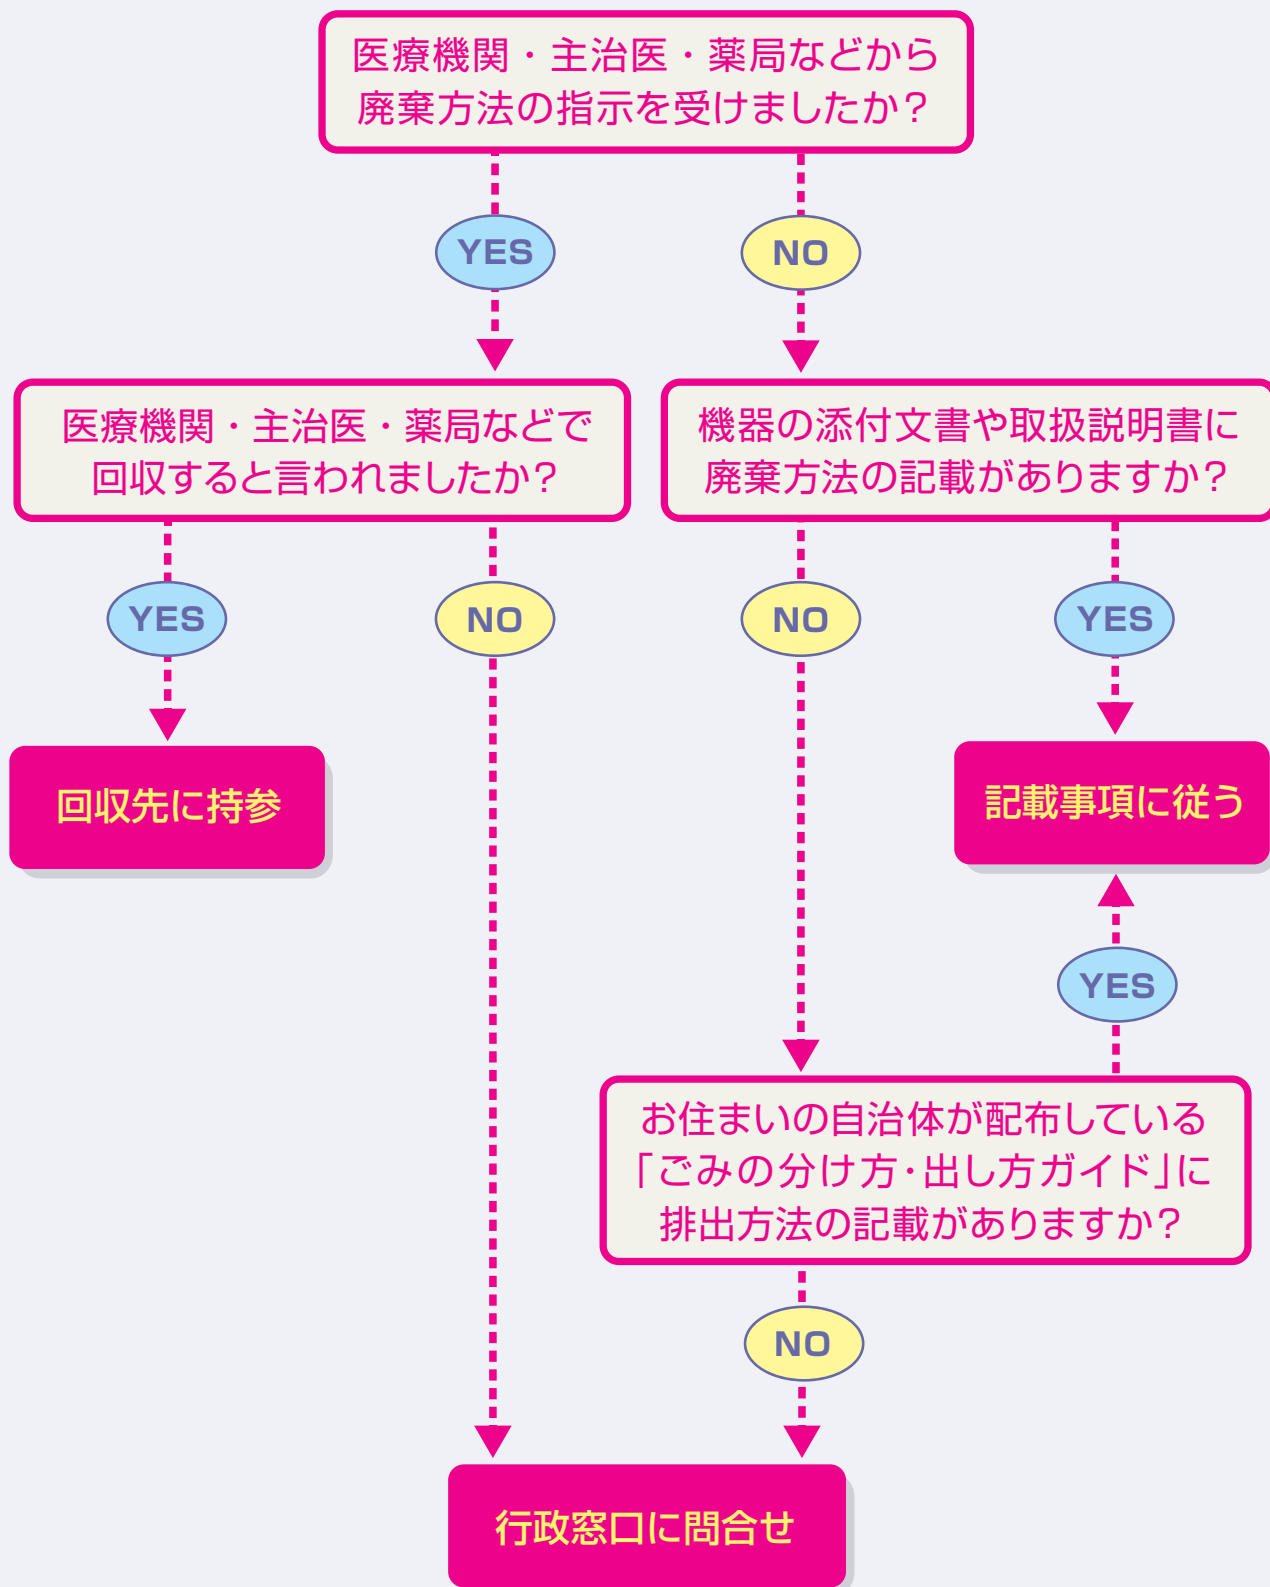 医療機関・主治医・薬局などから
廃棄方法の指示を受けましたか？
YES
NO
医療機関・主治医・薬局などで
回収すると言われましたか？
機器の添付文書や取扱説明書に
廃棄方法の記載がありますか？
YES
NO
NO
YES
回収先に持参
記載事項に従う
YES
お住まいの自治体が配布している
「ごみの分け方・出し方ガイド」に
排出方法の記載がありますか？
NO
行政窓口に問合せ